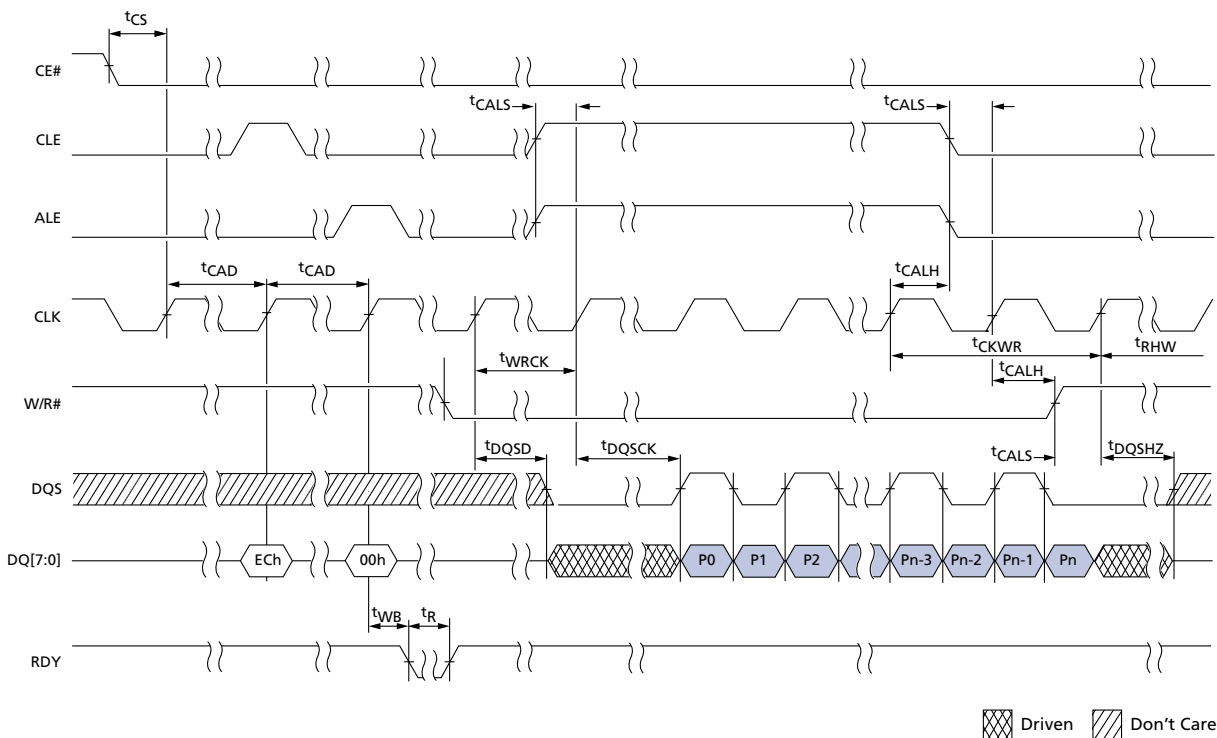 tCS
CE#
tCALS tCALS
CLE
ALE
tCAD tCAD tCALH
CLK
tWRCK tCKWR tRHW
tCALH
W/R#
tDQSD tDQSCK tCALS tDQSHZ
DQS
DQ[7:0] ECh 00h P0 P1 P2 Pn-3 Pn-2 Pn-1 Pn
tWB tR
RDY
Driven Don't Care